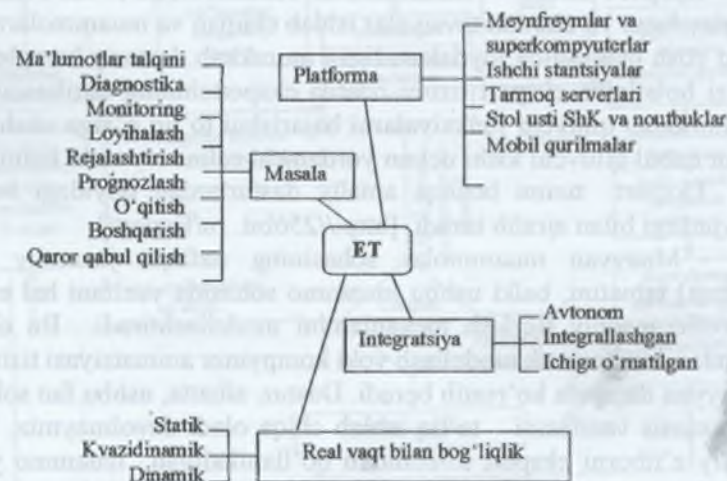 Meynfreymlar va
superkompyuterlar
Ishchi stantsiyalar
Tarmoq serverlari
Stol usti ShK va noutbuklar
Mobil qurilmalar
Platforma
Ma'lumotlar talqini
Diagnostika
Monitoring
Loyihalash
Rejalashtirish
Prognozlash
O'qitish
Boshqarish
Qaror qabul qilish
Masala
ET
Integratsiya
Avtonom
Integrallashgan
Ichiga o'rnatilgan
Statik
Kvazidinamik
Dinamik
Real vaqt bilan bog'liqlik